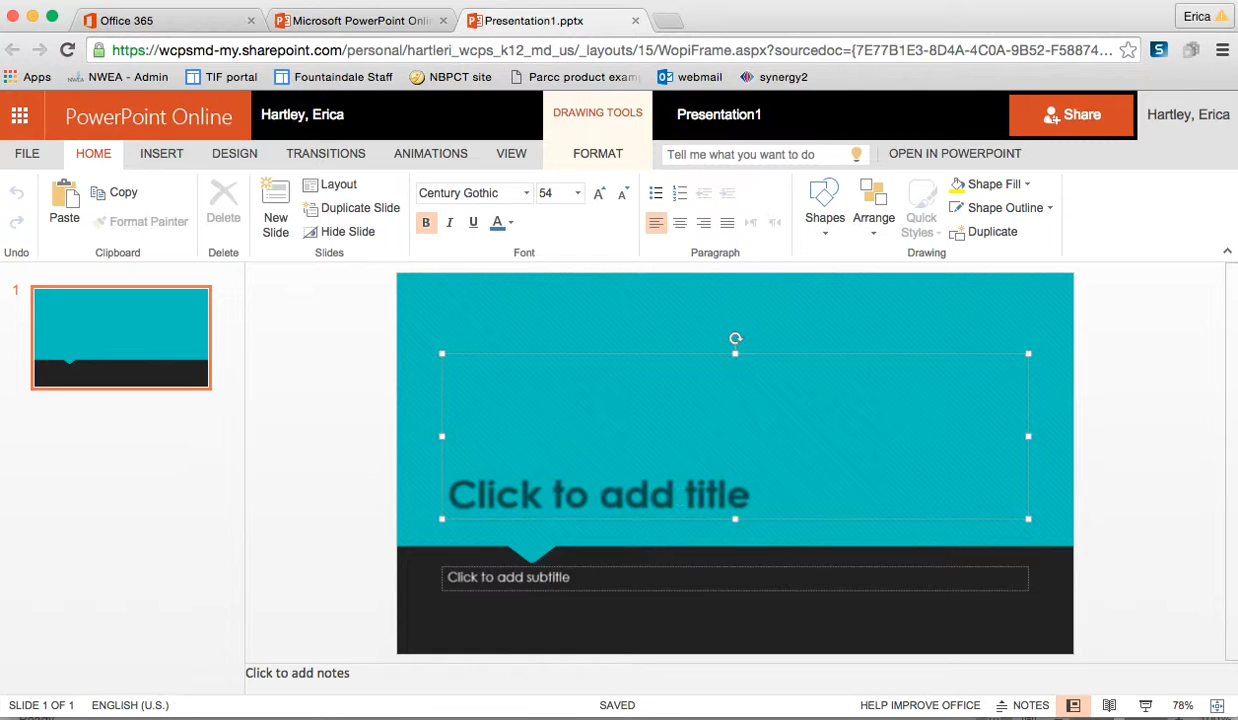 Office 365
Microsoft PowerPoint Onli
Presentation1.pptx
Erica
https://wcpsmd-my.sharepoint.com/personal/hartleri_wcps_k12_md_us/_layouts/15/WopiFrame.aspx?sourcedoc={7E77B1E3-8D4A-4C0A-9B52-F58874...
Apps
NWEA - Admin
TIF portal
Fountaindale Staff
NBPCT site
Parcc product exam
webmail
synergy2
PowerPoint Online
Hartley, Erica
DRAWING TOOLS
Presentation1
Share
Hartley, Erica
FILE
HOME
INSERT
DESIGN
TRANSITIONS
ANIMATIONS
VIEW
FORMAT
Tell me what you want to do
OPEN IN POWERPOINT
Paste
Copy
Format Painter
Delete
New Slide
Layout
Duplicate Slide
Hide Slide
Century Gothic
54
B I U A
Shapes
Arrange
Quick Styles
Shape Fill
Shape Outline
Duplicate
Undo
Clipboard
Delete
Slides
Font
Paragraph
Drawing
1
Click to add title
Click to add subtitle
Click to add notes
SLIDE 1 OF 1
ENGLISH (U.S.)
SAVED
HELP IMPROVE OFFICE
NOTES
78%